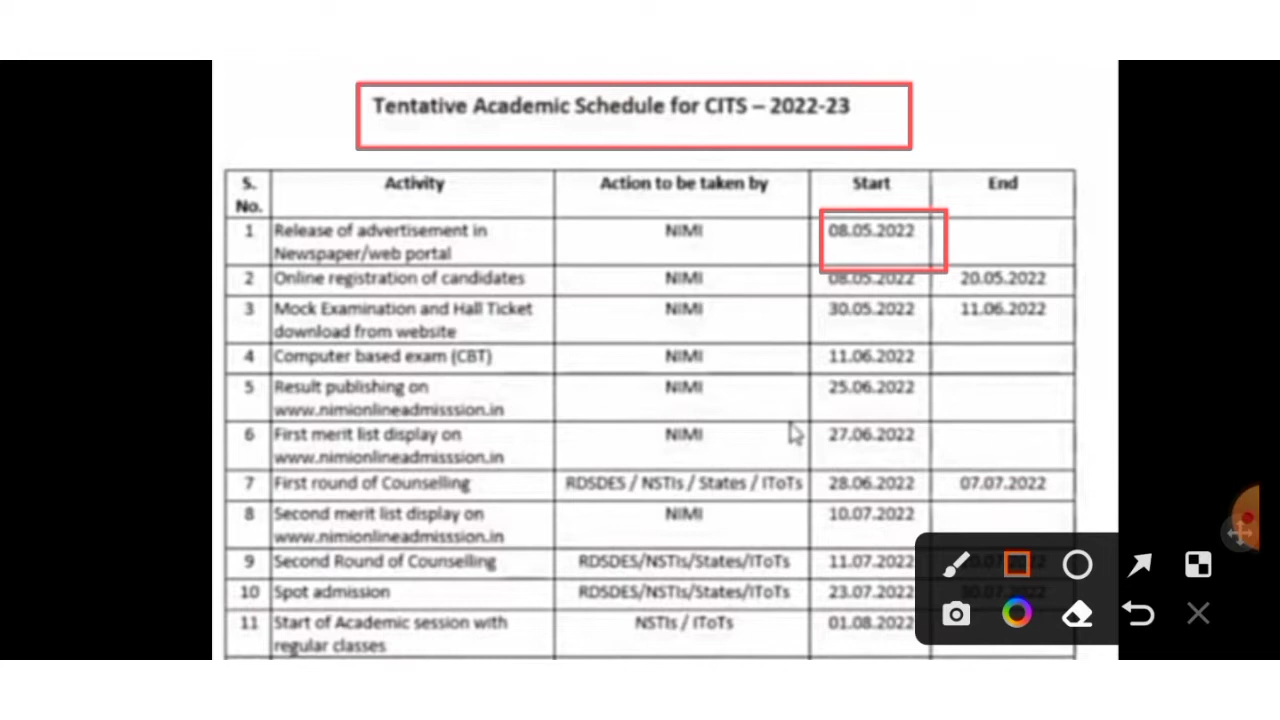 Tentative Academic Schedule for CITS – 2022-23
S. No. Activity Action to be taken by Start End
1 Release of advertisement in Newspaper/web portal NIMI 08.05.2022
2 Online registration of candidates NIMI 08.05.2022 20.05.2022
3 Mock Examination and Hall Ticket download from website NIMI 30.05.2022 11.06.2022
4 Computer based exam (CBT) NIMI 11.06.2022
5 Result publishing on www.nimionlineadmisssion.in NIMI 25.06.2022
6 First merit list display on www.nimionlineadmisssion.in NIMI 27.06.2022
7 First round of Counselling RDSDES / NSTIs / States / IToTs 28.06.2022 07.07.2022
8 Second merit list display on www.nimionlineadmisssion.in NIMI 10.07.2022
9 Second Round of Counselling RDSDES/NSTIs/States/IToTs 11.07.2022
10 Spot admission RDSDES/NSTIs/States/IToTs 23.07.2022
11 Start of Academic session with regular classes NSTIs / IToTs 01.08.2022